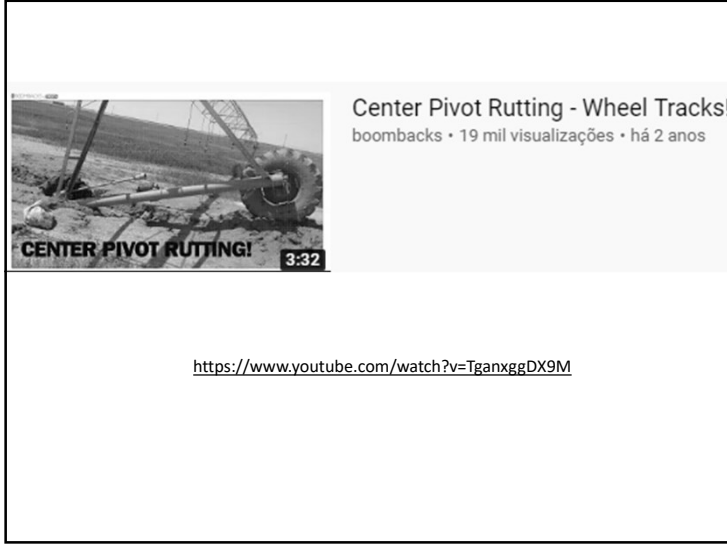 Center Pivot Rutting - Wheel Tracks!
boombacks • 19 mil visualizações • há 2 anos
CENTER PIVOT RUTTING!
3:32
https://www.youtube.com/watch?v=TganxggDX9M